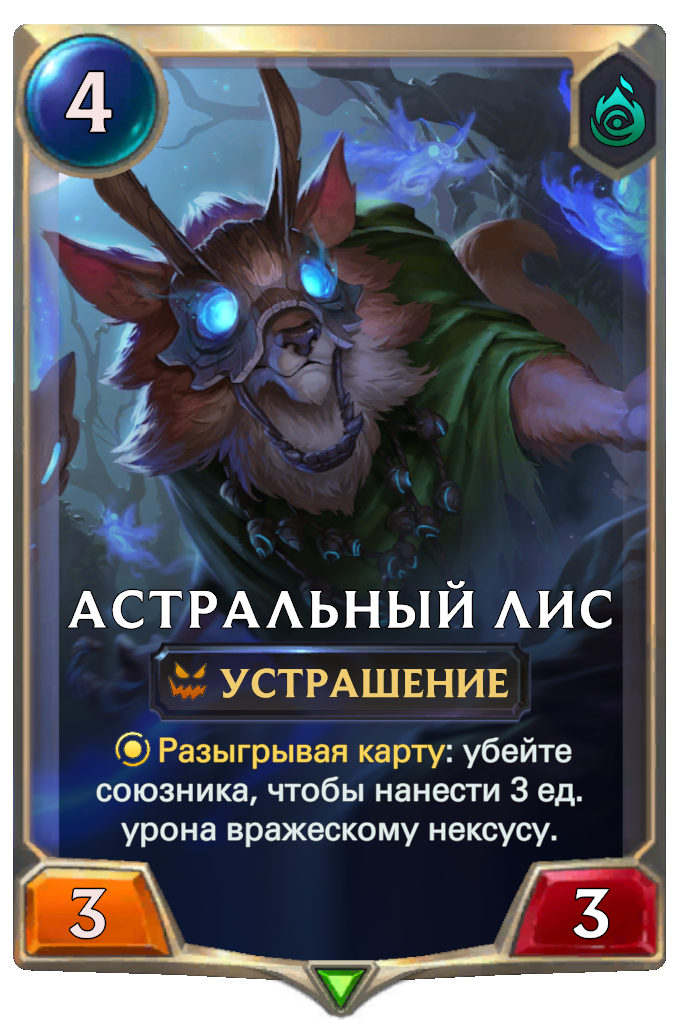 4
АСТРАЛЬНЫЙ ЛИС
УСТРАШЕНИЕ
Разыгрывая карту: убейте
союзника, чтобы нанести 3 ед.
урона вражескому нексусу.
3
3